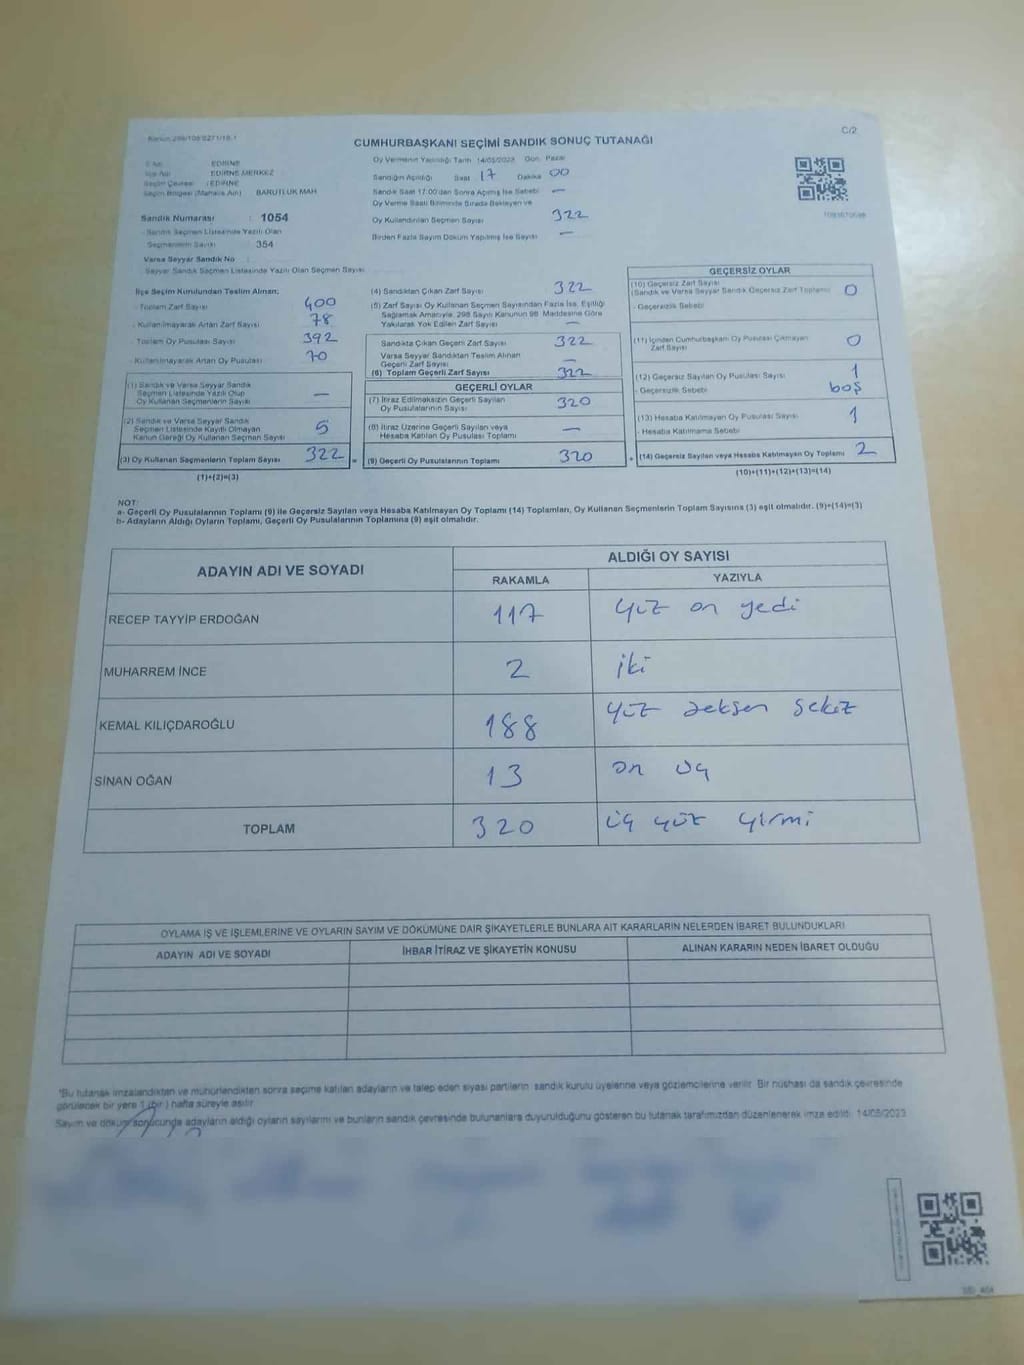 Kanun:298/105/6271/18.1
C/2
CUMHURBAŞKANI SEÇİMİ SANDIK SONUÇ TUTANAĞI
EDİRNE
EDİRNE MERKEZ
Seçim Çevresi : EDİRNE
Seçim Bölgesi (Mahalle Adı) BARUTLUK MAH
Sandık Numarası : 1054
Sandık Seçmen Listesinde Yazılı Olan
Seçmenlerin Sayısı 354
Varsa Seyyar Sandık No
Seyyar Sandık Seçmen Listesinde Yazılı Olan Seçmen Sayısı
Oy Vermenin Yapıldığı Tarih 14/05/2023 Gün: Pazar
Sandığın Açıldığı Saat 17 Dakika 00
Sandık Saat 17:00'dan Sonra Açılmış İse Sebebi —
Oy Verme Saati Bitiminde Sırada Bekleyen ve
Oy Kullandırılan Seçmen Sayısı 322
Birden Fazla Sayım Döküm Yapılmış İse Sayısı —
İlçe Seçim Kurulundan Teslim Alınan;
- Toplam Zarf Sayısı 400
- Kullanılmayarak Artan Zarf Sayısı 78
- Toplam Oy Pusulası Sayısı 392
- Kullanılmayarak Artan Oy Pusulası 70
(1) Sandık ve Varsa Seyyar Sandık
Seçmen Listesinde Yazılı Olup
Oy Kullanan Seçmenlerin Sayısı —
(2) Sandık ve Varsa Seyyar Sandık
Seçmen Listesinde Kayıtlı Olmayan
Kanun Gereği Oy Kullanan Seçmen Sayısı 5
(3) Oy Kullanan Seçmenlerin Toplam Sayısı 322
(1)+(2)=(3)
(4) Sandıktan Çıkan Zarf Sayısı 322
(5) Zarf Sayısı Oy Kullanan Seçmen Sayısından Fazla İse, Eşitliği
Sağlamak Amacıyla, 298 Sayılı Kanunun 98. Maddesine Göre
Yakılarak Yok Edilen Zarf Sayısı —
Sandıkta Çıkan Geçerli Zarf Sayısı 322
Varsa Seyyar Sandıktan Teslim Alınan
Geçerli Zarf Sayısı —
(6) Toplam Geçerli Zarf Sayısı 322
GEÇERLİ OYLAR
(7) İtiraz Edilmeksizin Geçerli Sayılan
Oy Pusulalarının Sayısı 320
(8) İtiraz Üzerine Geçerli Sayılan veya
Hesaba Katılan Oy Pusulası Toplamı —
= (9) Geçerli Oy Pusulalarının Toplamı 320
GEÇERSİZ OYLAR
(10) Geçersiz Zarf Sayısı
(Sandık ve Varsa Seyyar Sandık Geçersiz Zarf Toplamı) 0
- Geçersizlik Sebebi
(11) İçinden Cumhurbaşkanı Oy Pusulası Çıkmayan
Zarf Sayısı 0
(12) Geçersiz Sayılan Oy Pusulası Sayısı 1
- Geçersizlik Sebebi boş
(13) Hesaba Katılmayan Oy Pusulası Sayısı 1
- Hesaba Katılmama Sebebi
+ (14) Geçersiz Sayılan veya Hesaba Katılmayan Oy Toplamı 2
(10)+(11)+(12)+(13)=(14)
NOT:
a- Geçerli Oy Pusulalarının Toplamı (9) ile Geçersiz Sayılan veya Hesaba Katılmayan Oy Toplamı (14) Toplamları, Oy Kullanan Seçmenlerin Toplam Sayısına (3) eşit olmalıdır. (9)+(14)=(3)
b- Adayların Aldığı Oyların Toplamı, Geçerli Oy Pusulalarının Toplamına (9) eşit olmalıdır.
ADAYIN ADI VE SOYADI
ALDIĞI OY SAYISI
RAKAMLA YAZIYLA
RECEP TAYYİP ERDOĞAN 117 yüz on yedi
MUHARREM İNCE 2 iki
KEMAL KILIÇDAROĞLU 188 yüz seksen sekiz
SİNAN OĞAN 13 on üç
TOPLAM 320 üç yüz yirmi
OYLAMA İŞ VE İŞLEMLERİNE VE OYLARIN SAYIM VE DÖKÜMÜNE DAİR ŞİKAYETLERLE BUNLARA AİT KARARLARIN NELERDEN İBARET BULUNDUKLARI
ADAYIN ADI VE SOYADI İHBAR İTİRAZ VE ŞİKAYETİN KONUSU ALINAN KARARIN NEDEN İBARET OLDUĞU
*Bu tutanak imzalandıktan ve mühürlendikten sonra seçime katılan adayların ve talep eden siyasi partilerin sandık kurulu üyelerine veya gözlemcilerine verilir. Bir nüshası da sandık çevresinde
görülecek bir yere 1 (bir) hafta süreyle asılır.
Sayım ve döküm sonucunda adayların aldığı oyların sayılarını ve bunların sandık çevresinde bulunanlara duyurulduğunu gösteren bu tutanak tarafımızdan düzenlenerek imza edildi. 14/05/2023